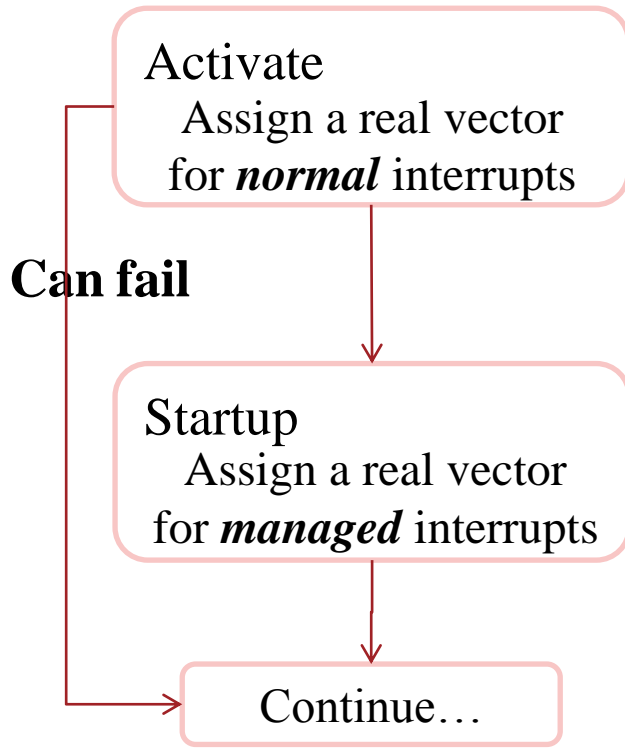 Activate
Assign a real vector
for normal interrupts
Can fail
Startup
Assign a real vector
for managed interrupts
Continue…